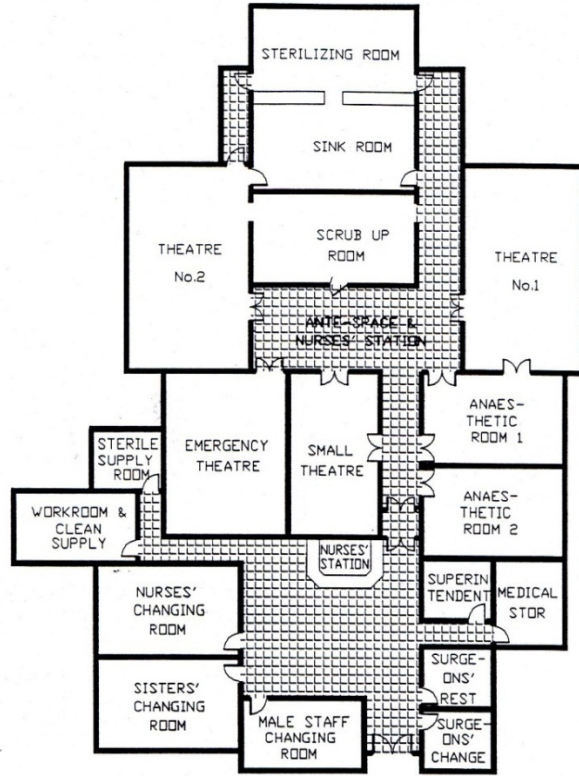 STERILIZING ROOM
SINK ROOM
SCRUB UP
ROOM
THEATRE
No.2
THEATRE
No.1
ANTE-SPACE &
NURSES' STATION
ANAES-
THETIC
ROOM 1
EMERGENCY
THEATRE
SMALL
THEATRE
STERILE
SUPPLY
ROOM
ANAES-
THETIC
ROOM 2
WORKROOM &
CLEAN
SUPPLY
NURSES'
STATION
NURSES'
CHANGING
ROOM
SUPERIN
TENDENT
MEDICAL
STOR
SISTERS'
CHANGING
ROOM
SURGE-
ONS'
REST
MALE STAFF
CHANGING
ROOM
SURGE-
ONS'
CHANGE